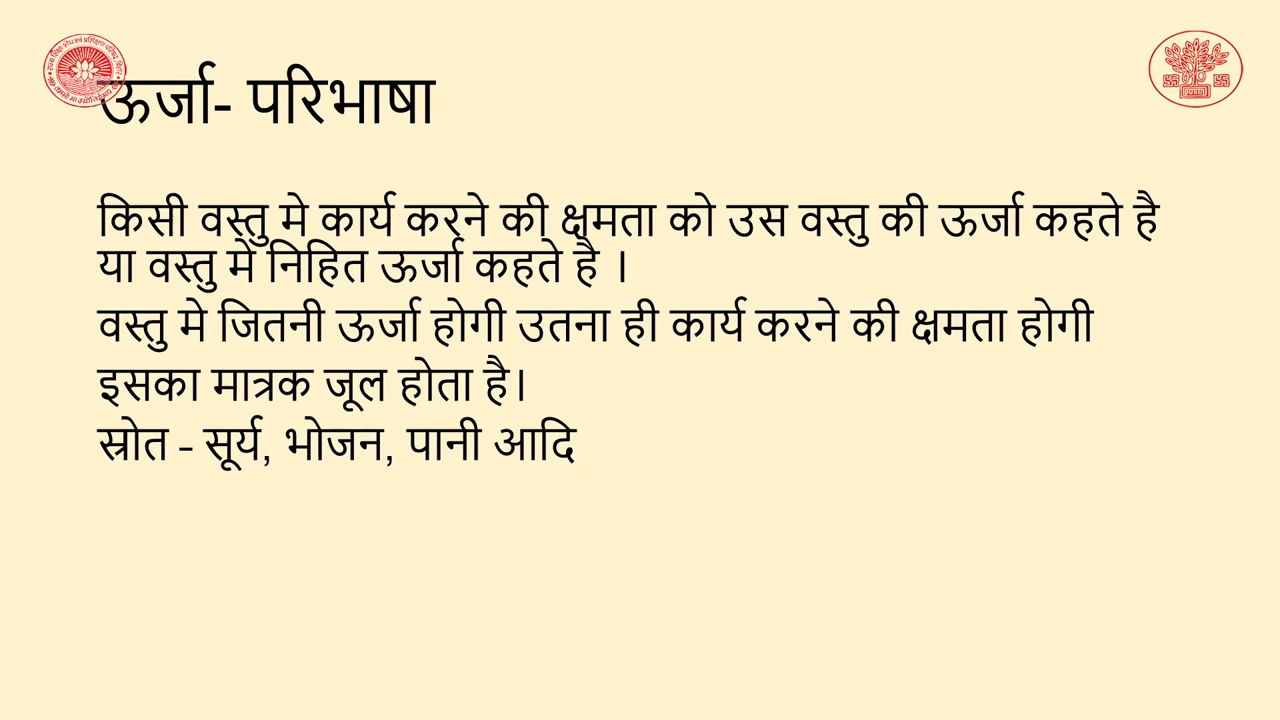 ऊर्जा- परिभाषा
किसी वस्तु मे कार्य करने की क्षमता को उस वस्तु की ऊर्जा कहते है
या वस्तु में निहित ऊर्जा कहते है ।
वस्तु मे जितनी ऊर्जा होगी उतना ही कार्य करने की क्षमता होगी
इसका मात्रक जूल होता है।
स्रोत – सूर्य, भोजन, पानी आदि